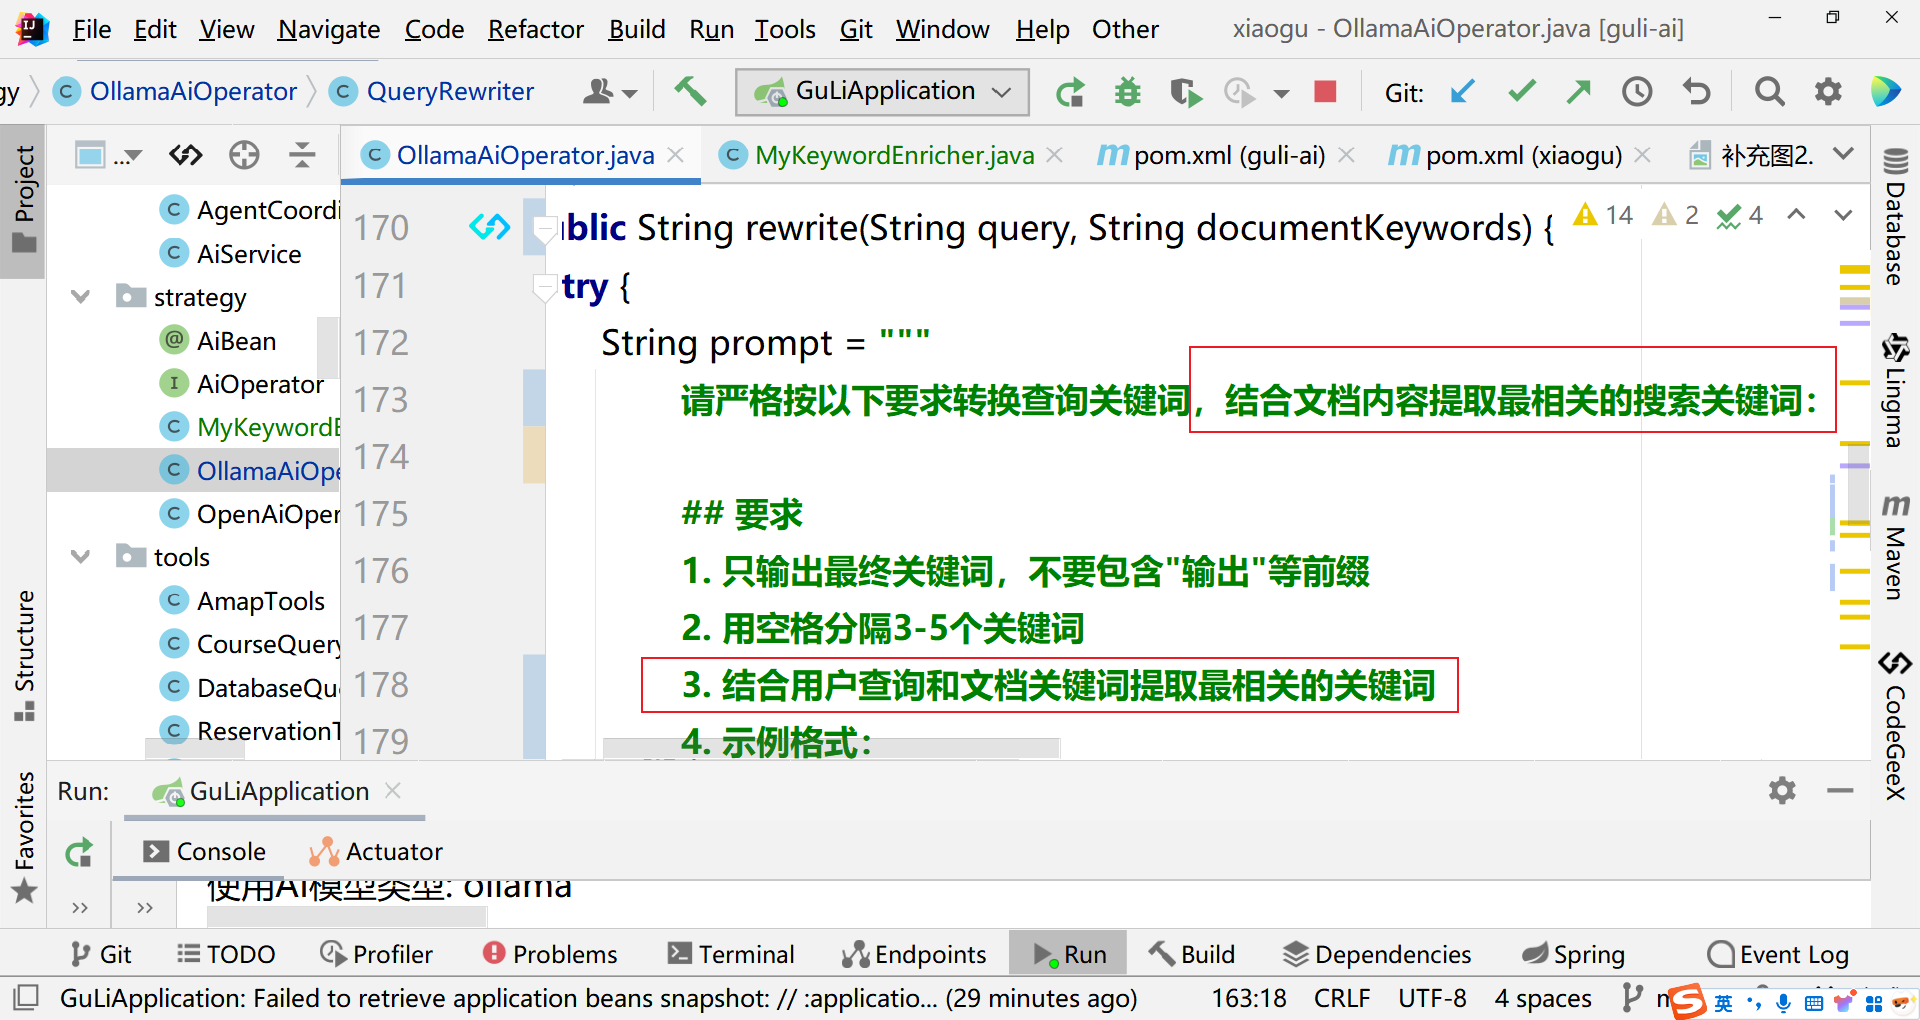 File Edit View Navigate Code Refactor Build Run Tools Git Window Help Other xiaogu - OllamaAiOperator.java [guli-ai]
gy OllamaAiOperator QueryRewriter GuLiApplication Git:
Project
... OllamaAiOperator.java MyKeywordEnricher.java pom.xml (guli-ai) pom.xml (xiaogu) 补充图2.
AgentCoordi
AiService
strategy
AiBean
AiOperator
MyKeywordE
OllamaAiOpe
OpenAiOper
tools
AmapTools
CourseQuery
DatabaseQu
ReservationT
170 ublic String rewrite(String query, String documentKeywords) {
14 2 4
171 try {
172 String prompt = """
173 请严格按以下要求转换查询关键词，结合文档内容提取最相关的搜索关键词：
174
175 ## 要求
176 1. 只输出最终关键词，不要包含"输出"等前缀
177 2. 用空格分隔3-5个关键词
178 3. 结合用户查询和文档关键词提取最相关的关键词
179 4. 示例格式：
Database
Lingma
Maven
CodeGeeX
Structure
Favorites
Run: GuLiApplication
Console Actuator
使用AI模型类型: ollama
Git TODO Profiler Problems Terminal Endpoints Run Build Dependencies Spring Event Log
GuLiApplication: Failed to retrieve application beans snapshot: // :applicatio... (29 minutes ago) 163:18 CRLF UTF-8 4 spaces m
英